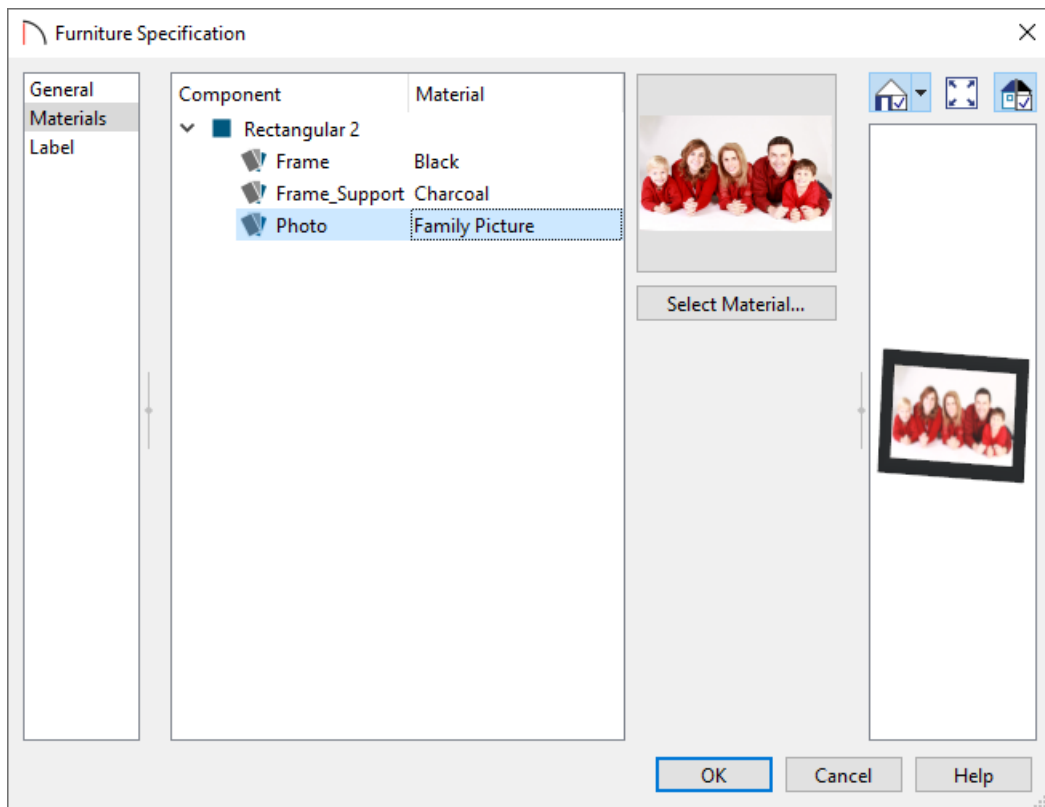 Furniture Specification
General
Materials
Label
Component Material
Rectangular 2
Frame Black
Frame_Support Charcoal
Photo Family Picture
Select Material...
OK Cancel Help